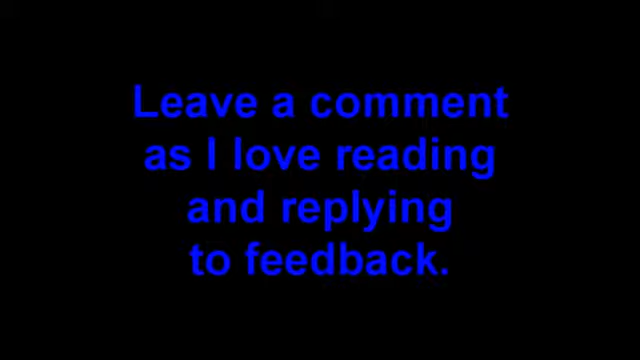 Leave a comment
as I love reading
and replying
to feedback.